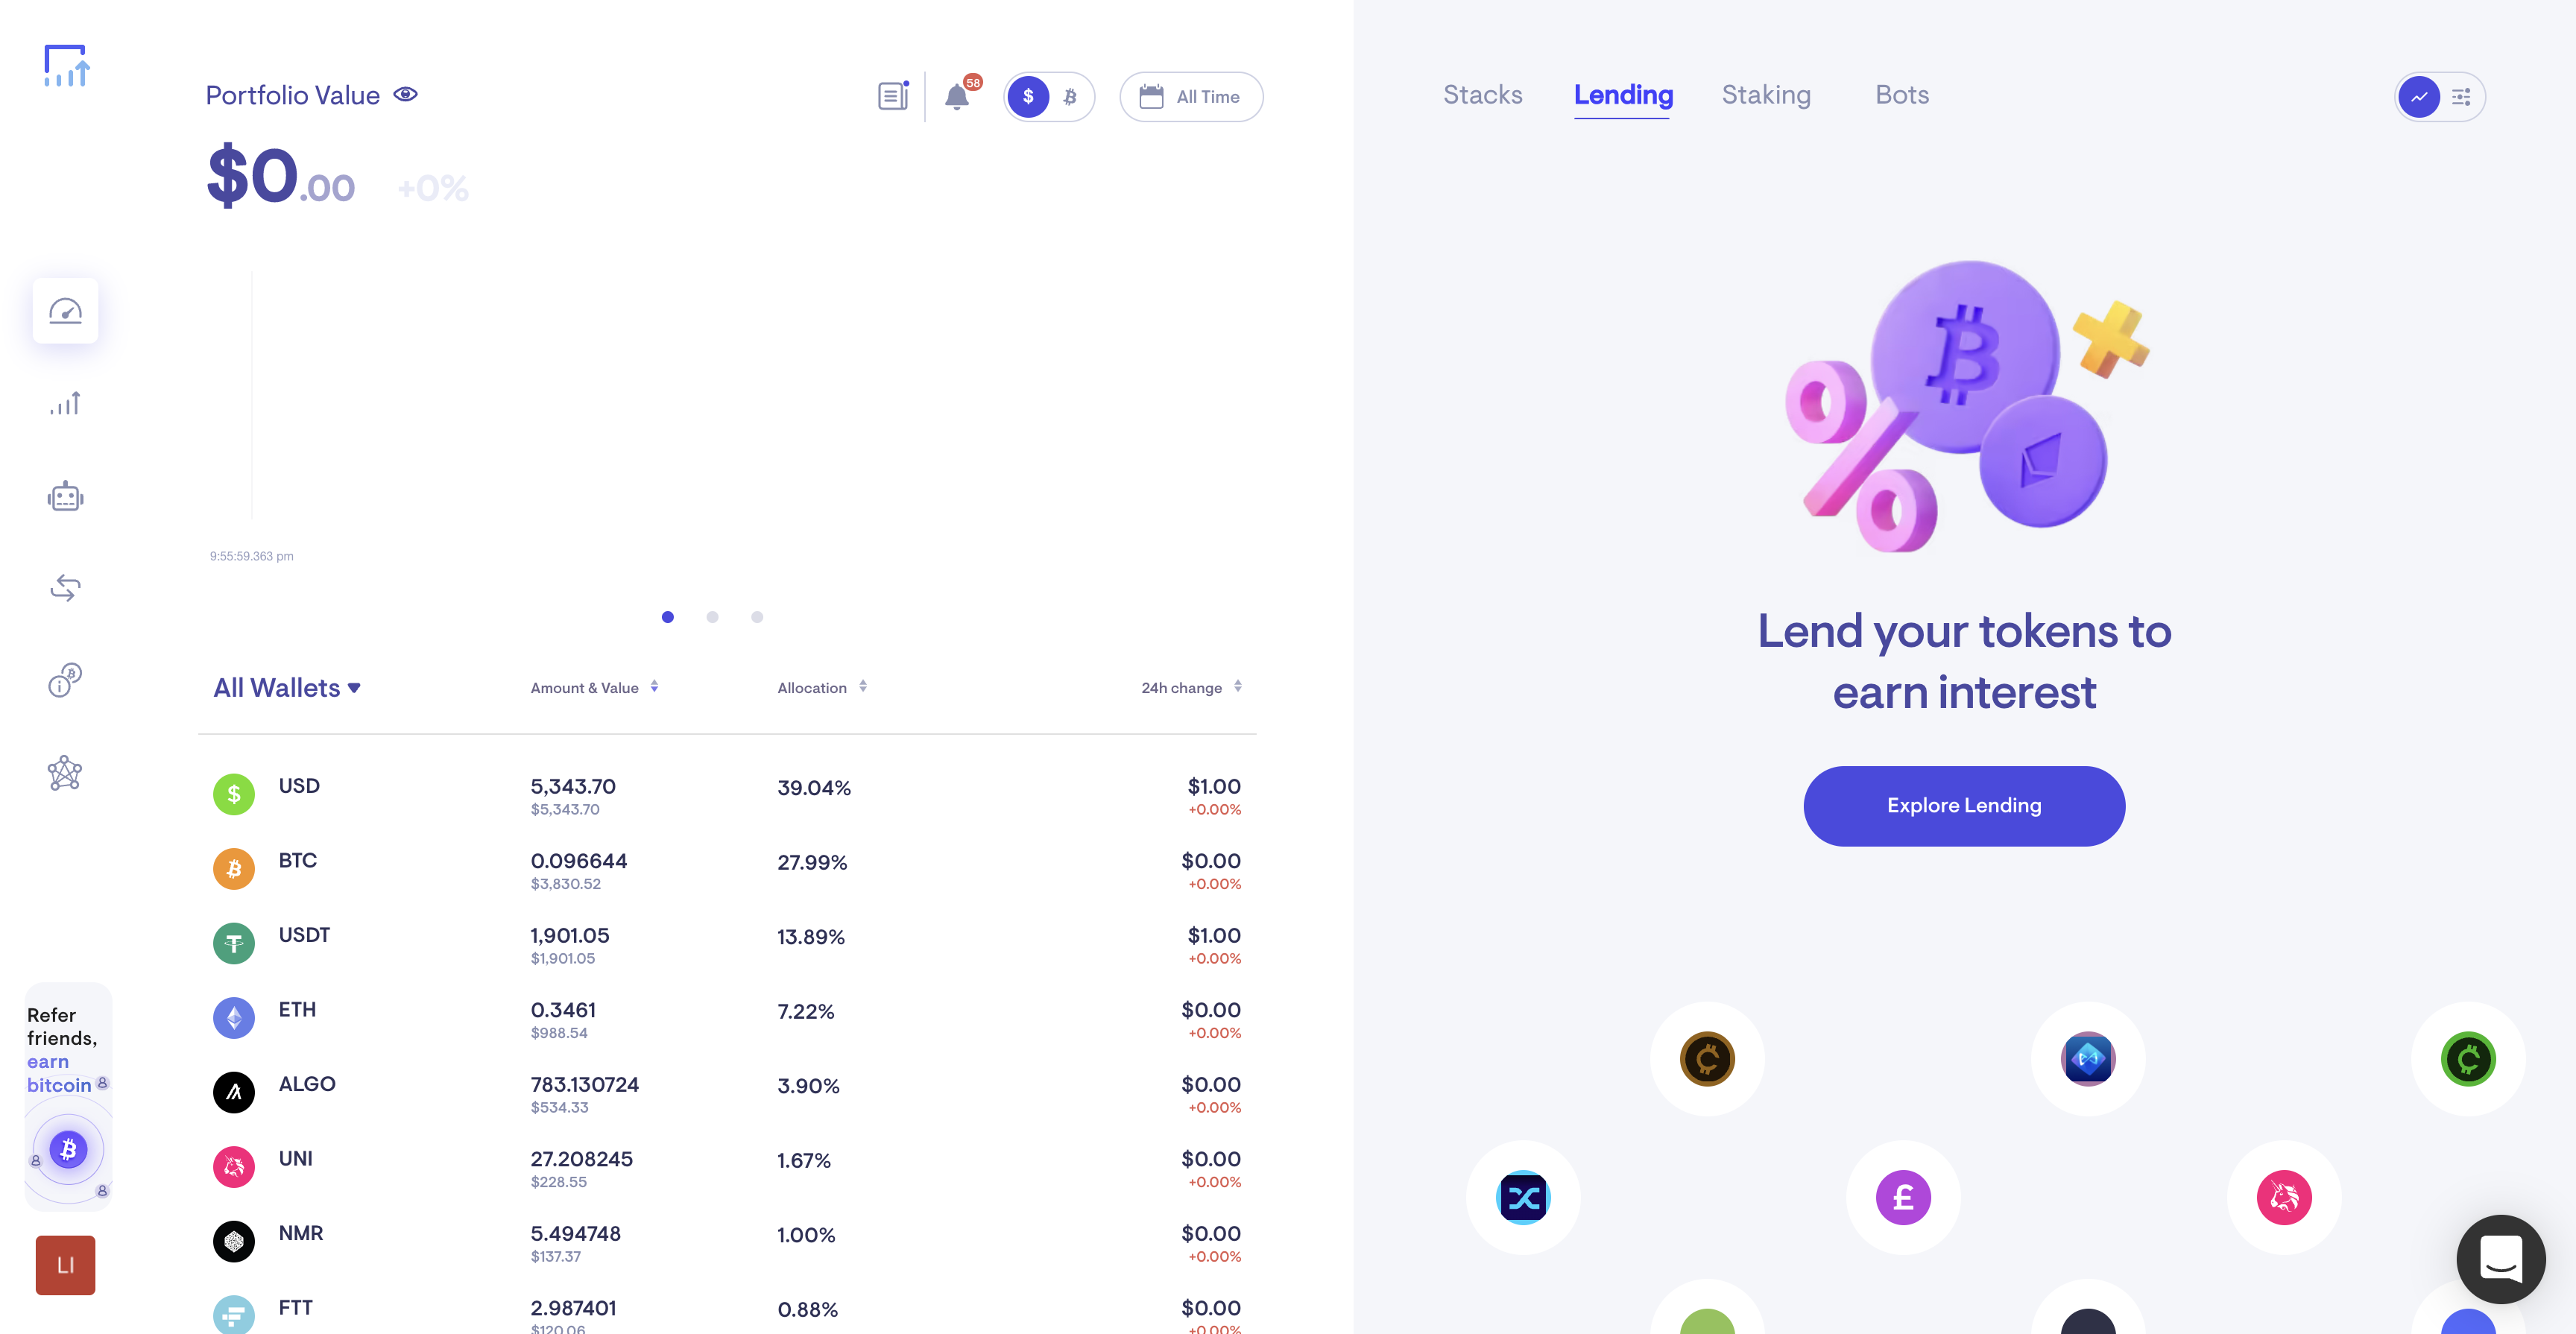 Portfolio Value
58
$
All Time
$0.00 +0%
9:55:59.363 pm
All Wallets
Amount & Value
Allocation
24h change
USD 5,343.70 39.04% $1.00
$5,343.70 +0.00%
BTC 0.096644 27.99% $0.00
$3,830.52 +0.00%
USDT 1,901.05 13.89% $1.00
$1,901.05 +0.00%
ETH 0.3461 7.22% $0.00
$988.54 +0.00%
ALGO 783.130724 3.90% $0.00
$534.33 +0.00%
UNI 27.208245 1.67% $0.00
$228.55 +0.00%
NMR 5.494748 1.00% $0.00
$137.37 +0.00%
FTT 2.987401 0.88% $0.00
$120.06 +0.00%
Refer
friends,
earn
bitcoin
LI
Stacks Lending Staking Bots
Lend your tokens to
earn interest
Explore Lending